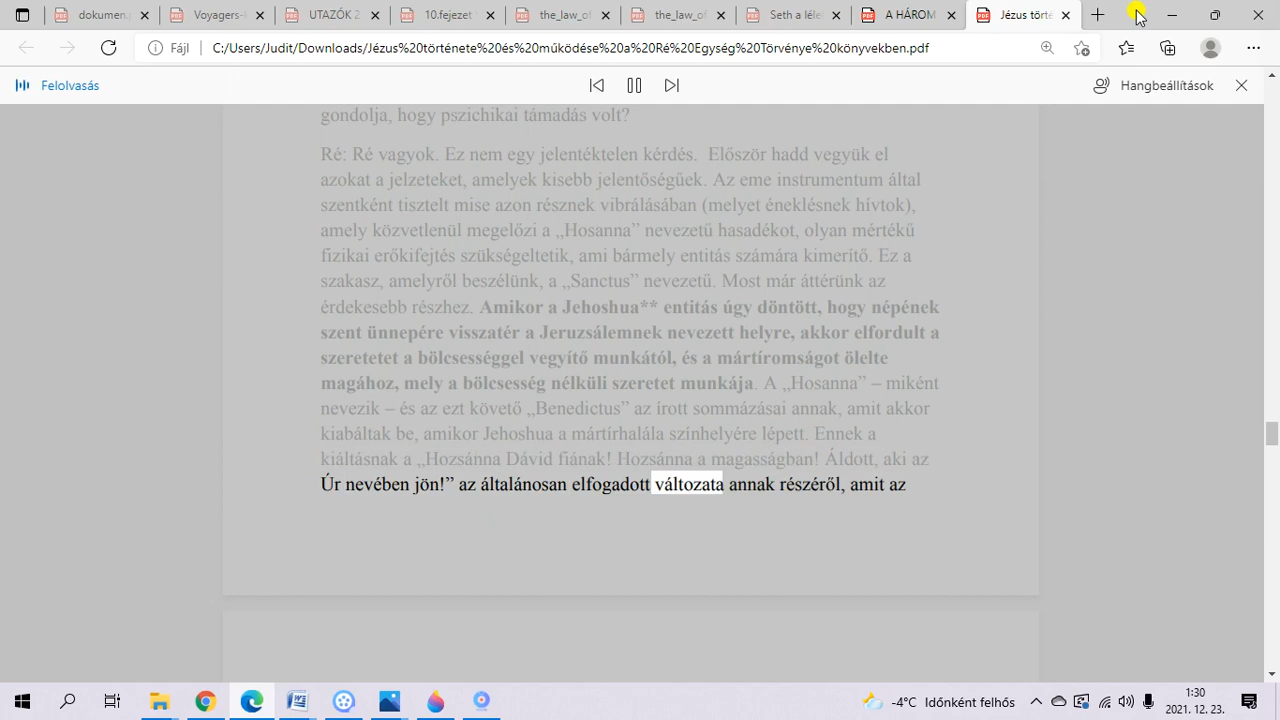 dokumen.
Voyagers-
UTAZÓK 2
10.fejezet
the_law_of
the_law_of
Seth a léle
A HÁROM
Jézus törté
Fájl
C:/Users/Judit/Downloads/Jézus%20története%20és%20működése%20a%20Ré%20Egység%20Törvénye%20könyvekben.pdf
Felolvasás
Hangbeállítások
gondolja, hogy pszichikai támadás volt?
Ré: Ré vagyok. Ez nem egy jelentéktelen kérdés. Először hadd vegyük el
azokat a jelzeteket, amelyek kisebb jelentőségűek. Az eme instrumentum által
szentként tisztelt mise azon résznek vibrálásában (melyet éneklésnek hívtok),
amely közvetlenül megelőzi a „Hosanna” nevezetű hasadékot, olyan mértékű
fizikai erőkifejtés szükségeltetik, ami bármely entitás számára kimerítő. Ez a
szakasz, amelyről beszélünk, a „Sanctus” nevezetű. Most már áttérünk az
érdekesebb részhez. Amikor a Jehoshua** entitás úgy döntött, hogy népének
szent ünnepére visszatér a Jeruzsálemnek nevezett helyre, akkor elfordult a
szeretetet a bölcsességgel vegyítő munkától, és a mártíromságot ölelte
magához, mely a bölcsesség nélküli szeretet munkája. A „Hosanna” – miként
nevezik – és az ezt követő „Benedictus” az írott sommázásai annak, amit akkor
kiabáltak be, amikor Jehoshua a mártírhalála színhelyére lépett. Ennek a
kiáltásnak a „Hozsánna Dávid fiának! Hozsánna a magasságban! Áldott, aki az
Úr nevében jön!” az általánosan elfogadott változata annak részéről, amit az
-4°C Időnként felhős
1:30
2021. 12. 23.